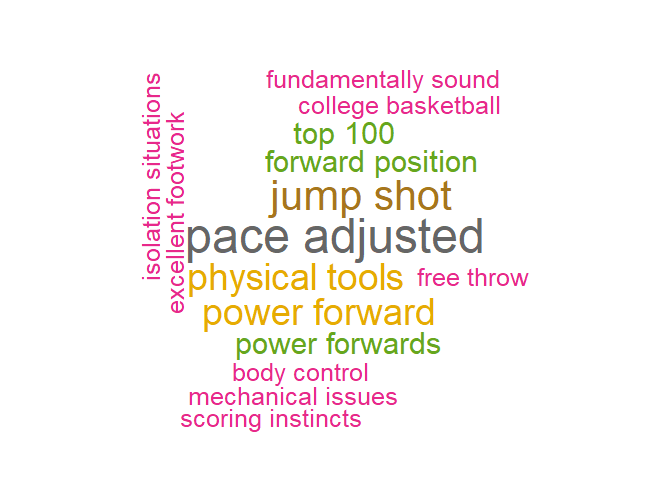 fundamentally sound
college basketball
top 100
forward position
jump shot
pace adjusted
physical tools
free throw
power forward
power forwards
body control
mechanical issues
scoring instincts
isolation situations
excellent footwork